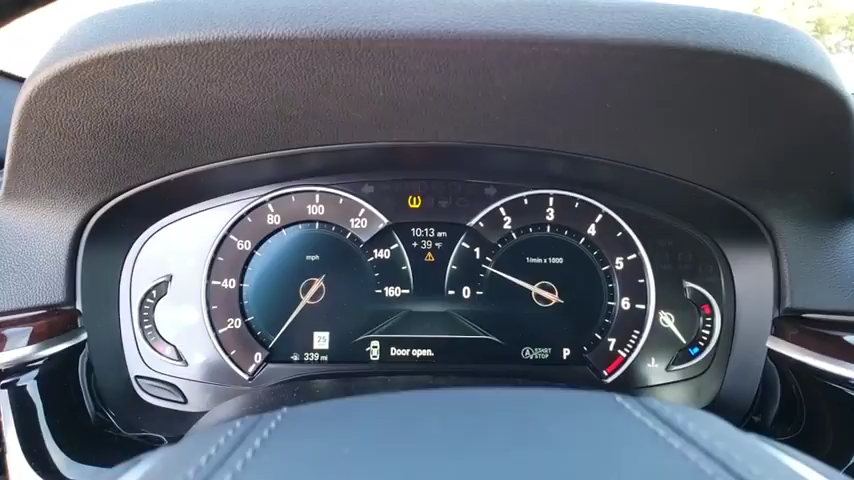 10:13 am
+ 39 °F
0
20
40
60
80
100
120
140
160
mph
25
339 mi
Door open.
0
1
2
3
4
5
6
7
1/min x 1000
A START
STOP
P